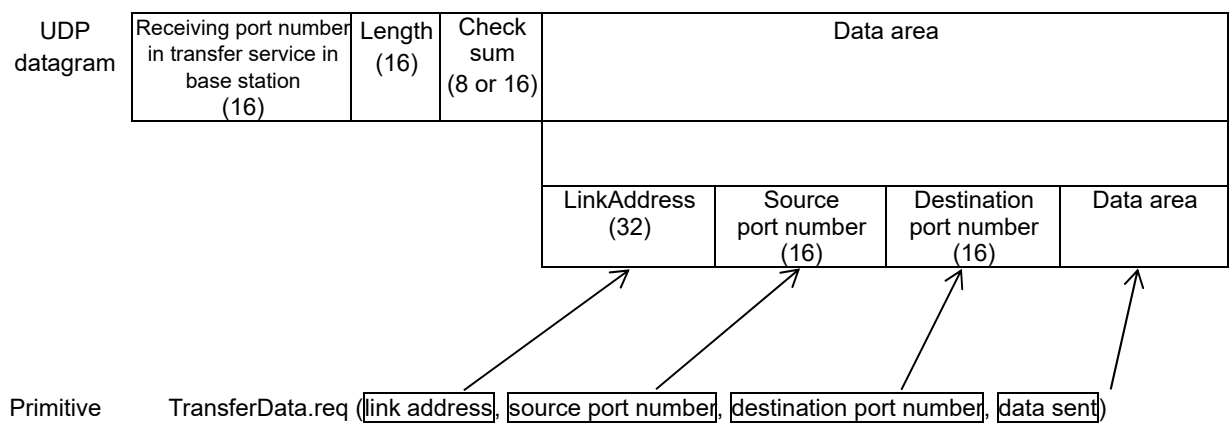 UDP
datagram
Receiving port number
in transfer service in
base station
(16)
Length
(16)
Check
sum
(8 or 16)
Data area
LinkAddress
(32)
Source
port number
(16)
Destination
port number
(16)
Data area
Primitive
TransferData.req (link address, source port number, destination port number, data sent)